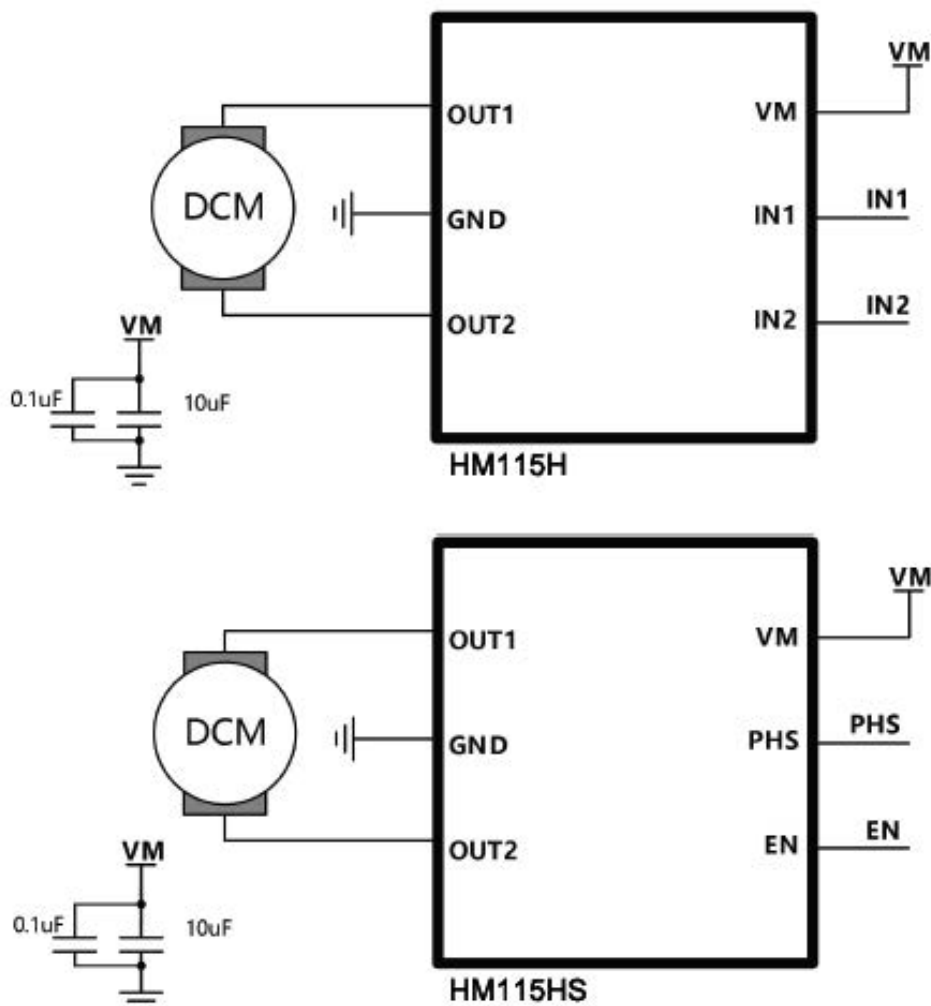 VM
OUT1
VM
DCM
GND
IN1
IN1
OUT2
IN2
IN2
VM
0.1uF
10uF
HM115H
VM
OUT1
VM
DCM
GND
PHS
PHS
OUT2
EN
EN
VM
0.1uF
10uF
HM115HS